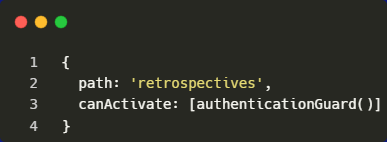 1 {
2 path: 'retrospectives',
3 canActivate: [authenticationGuard()]
4 }